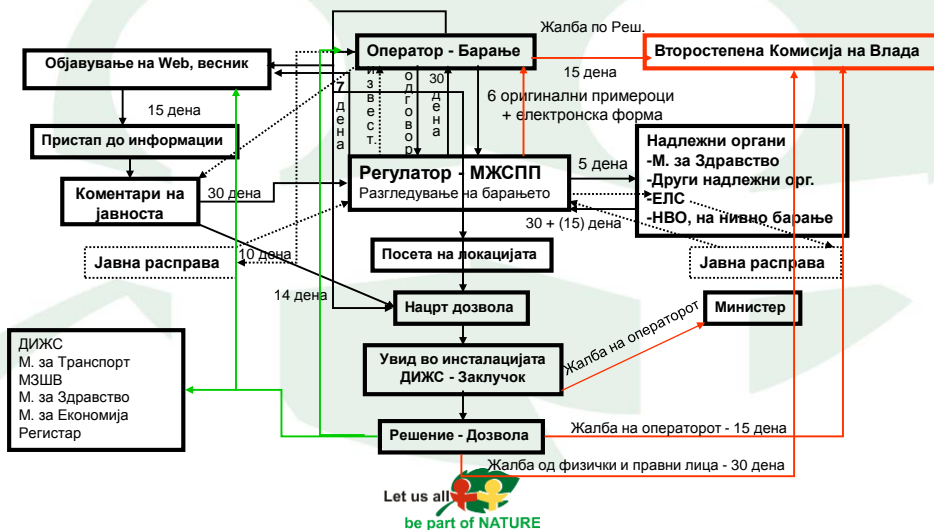 Жалба по Реш.
Оператор - Барање
Второстепена Комисија на Влада
Објавување на Web, весник
15 дена
7 дена
извест.
одговор
30 дена
6 оригинални примероци
+ електронска форма
15 дена
Пристап до информации
Надлежни органи
-М. за Здравство
-Други надлежни орг.
-ЕЛС
-НВО, на нивно барање
5 дена
Регулатор - МЖСПП
Разгледување на барањето
Коментари на
јавноста
30 дена
30 + (15) дена
10 дена
Јавна расправа
Посета на локацијата
Јавна расправа
14 дена
Нацрт дозвола
Министер
Жалба на операторот
ДИЖС
М. за Транспорт
МЗШВ
М. за Здравство
М. за Економија
Регистар
Увид во инсталацијата
ДИЖС - Заклучок
Решение - Дозвола
Жалба на операторот - 15 дена
Жалба од физички и правни лица - 30 дена
Let us all
be part of NATURE